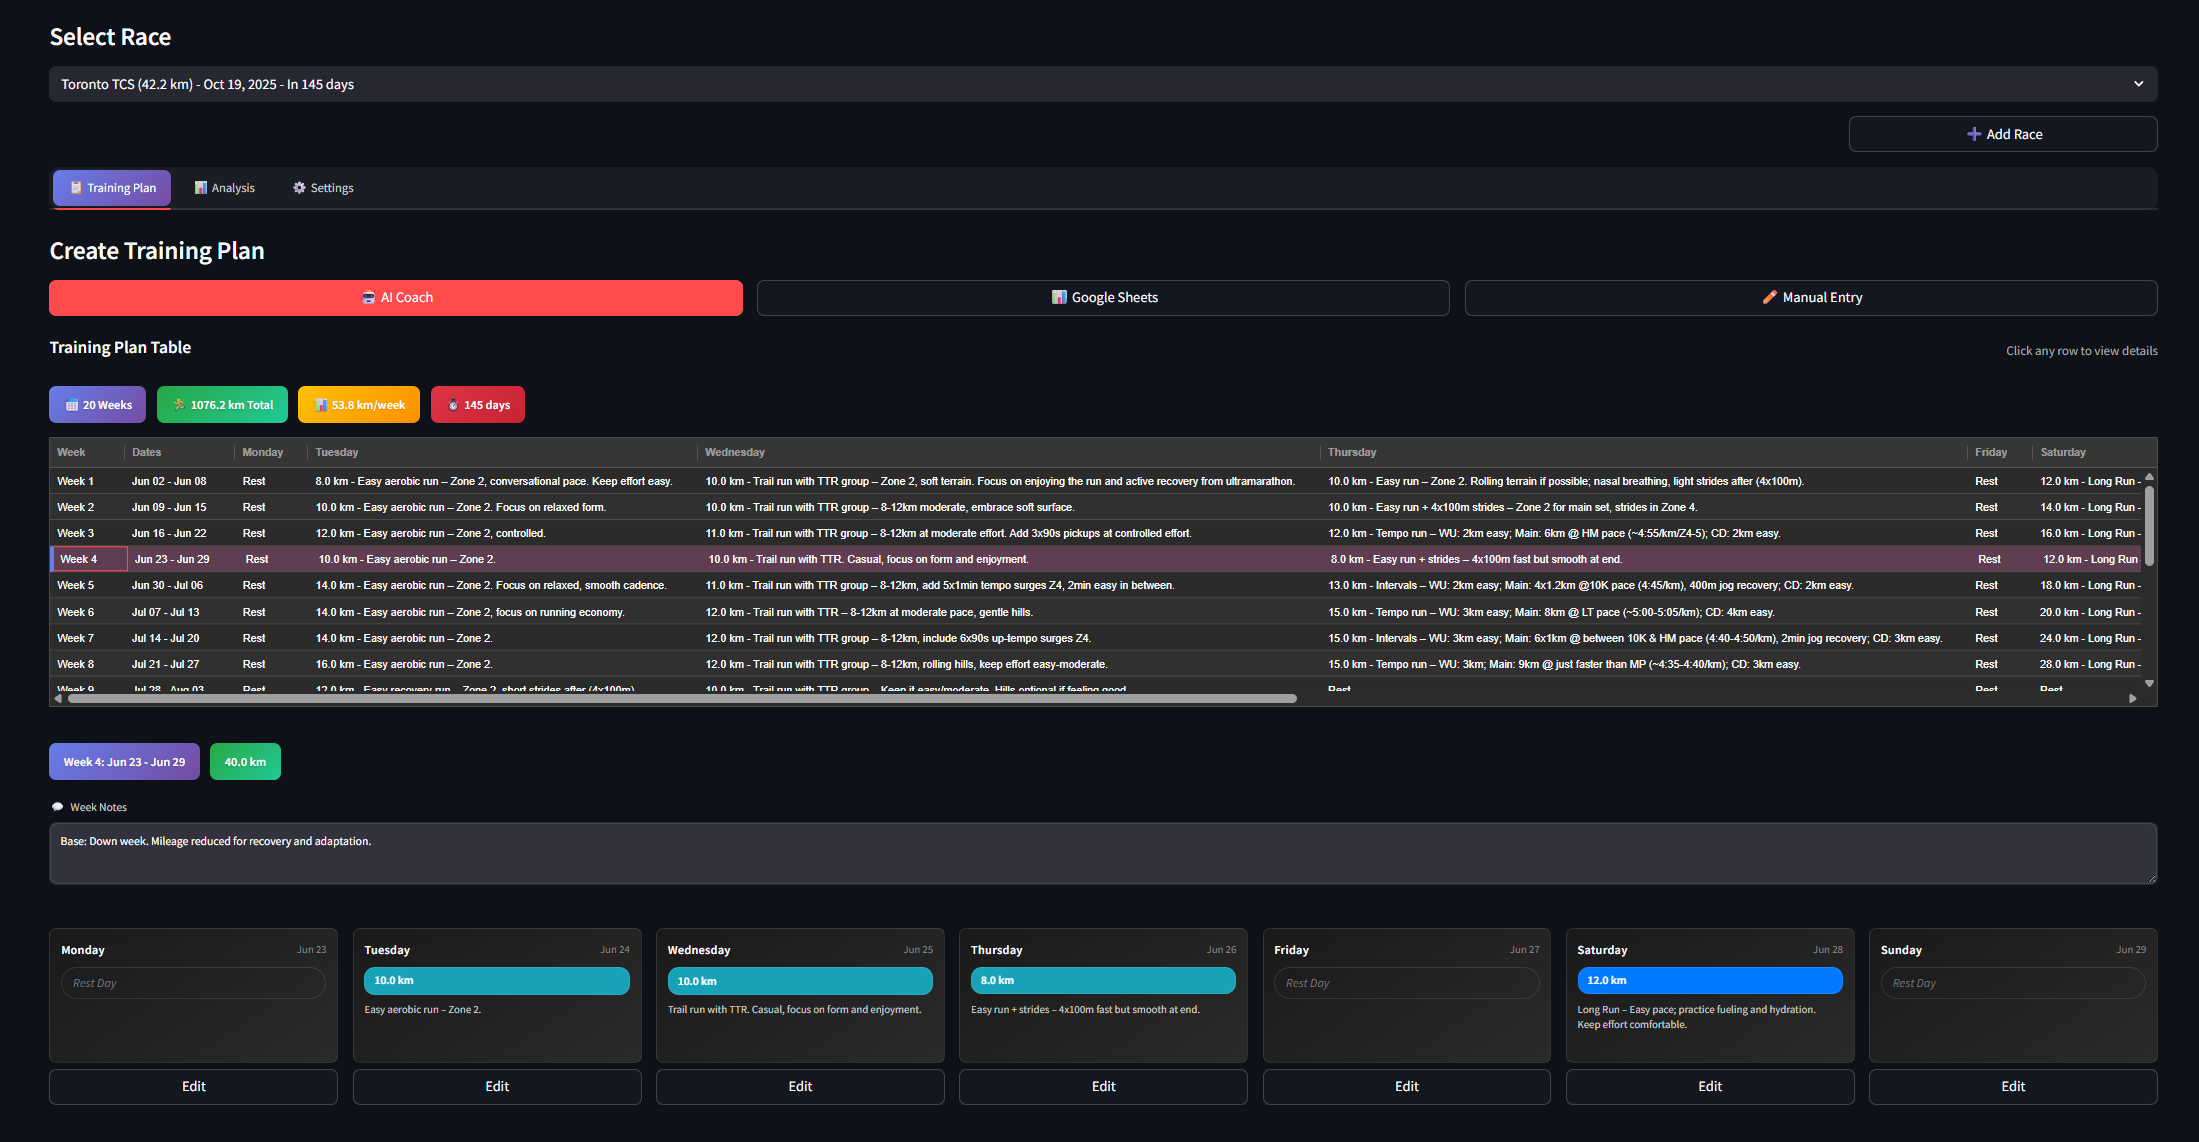 Select Race
Toronto TCS (42.2 km) - Oct 19, 2025 - In 145 days
Add Race
Training Plan Analysis Settings
Create Training Plan
AI Coach Google Sheets Manual Entry
Training Plan Table Click any row to view details
20 Weeks 1076.2 km Total 53.8 km/week 145 days
Week Dates Monday Tuesday Wednesday Thursday Friday Saturday
Week 1 Jun 02 - Jun 08 Rest 8.0 km - Easy aerobic run – Zone 2, conversational pace. Keep effort easy. 10.0 km - Trail run with TTR group – Zone 2, soft terrain. Focus on enjoying the run and active recovery from ultramarathon. 10.0 km - Easy run – Zone 2. Rolling terrain if possible; nasal breathing, light strides after (4x100m). Rest 12.0 km - Long Run -
Week 2 Jun 09 - Jun 15 Rest 10.0 km - Easy aerobic run – Zone 2. Focus on relaxed form. 10.0 km - Trail run with TTR group – 8-12km moderate, embrace soft surface. 10.0 km - Easy run + 4x100m strides – Zone 2 for main set, strides in Zone 4. Rest 14.0 km - Long Run -
Week 3 Jun 16 - Jun 22 Rest 12.0 km - Easy aerobic run – Zone 2, controlled. 11.0 km - Trail run with TTR group – 8-12km at moderate effort. Add 3x90s pickups at controlled effort. 12.0 km - Tempo run – WU: 2km easy; Main: 6km @ HM pace (~4:55/km/Z4-5); CD: 2km easy. Rest 16.0 km - Long Run -
Week 4 Jun 23 - Jun 29 Rest 10.0 km - Easy aerobic run – Zone 2. 10.0 km - Trail run with TTR. Casual, focus on form and enjoyment. 8.0 km - Easy run + strides – 4x100m fast but smooth at end. Rest 12.0 km - Long Run
Week 5 Jun 30 - Jul 06 Rest 14.0 km - Easy aerobic run – Zone 2. Focus on relaxed, smooth cadence. 11.0 km - Trail run with TTR group – 8-12km, add 5x1min tempo surges Z4, 2min easy in between. 13.0 km - Intervals – WU: 2km easy; Main: 4x1.2km @10K pace (4:45/km), 400m jog recovery; CD: 2km easy. Rest 18.0 km - Long Run -
Week 6 Jul 07 - Jul 13 Rest 14.0 km - Easy aerobic run – Zone 2, focus on running economy. 12.0 km - Trail run with TTR – 8-12km at moderate pace, gentle hills. 15.0 km - Tempo run – WU: 3km easy; Main: 8km @ LT pace (~5:00-5:05/km); CD: 4km easy. Rest 20.0 km - Long Run -
Week 7 Jul 14 - Jul 20 Rest 14.0 km - Easy aerobic run – Zone 2. 12.0 km - Trail run with TTR group – 8-12km, include 6x90s up-tempo surges Z4. 15.0 km - Intervals – WU: 3km easy; Main: 6x1km @ between 10K & HM pace (4:40-4:50/km), 2min jog recovery; CD: 3km easy. Rest 24.0 km - Long Run -
Week 8 Jul 21 - Jul 27 Rest 16.0 km - Easy aerobic run – Zone 2. 12.0 km - Trail run with TTR group – 8-12km, rolling hills, keep effort easy-moderate. 15.0 km - Tempo run – WU: 3km; Main: 9km @ just faster than MP (~4:35-4:40/km); CD: 3km easy. Rest 28.0 km - Long Run -
Week 9 Jul 28 - Aug 03 Rest 12.0 km - Easy recovery run – Zone 2, short strides after (4x100m) 10.0 km - Trail run with TTR group – Keep it easy/moderate. Hills optional if feeling good. Rest Rest Rest
Week 4: Jun 23 - Jun 29 40.0 km
Week Notes
Base: Down week. Mileage reduced for recovery and adaptation.
Monday Jun 23 Tuesday Jun 24 Wednesday Jun 25 Thursday Jun 26 Friday Jun 27 Saturday Jun 28 Sunday Jun 29
Rest Day 10.0 km 10.0 km 8.0 km Rest Day 12.0 km Rest Day
Easy aerobic run – Zone 2. Trail run with TTR. Casual, focus on form and enjoyment. Easy run + strides – 4x100m fast but smooth at end. Long Run – Easy pace; practice fueling and hydration.
Keep effort comfortable.
Edit Edit Edit Edit Edit Edit Edit